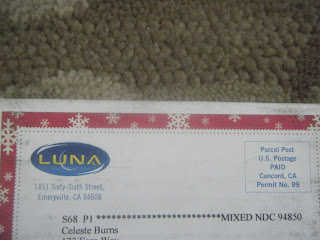 LUNA
1451 Sixty-Sixth Street,
Emeryville, CA 94608
Parcel Post
U.S. Postage
PAID
Concord, CA
Permit No. 99
S68 P1 ************************MIXED NDC 94850
Celeste Burns